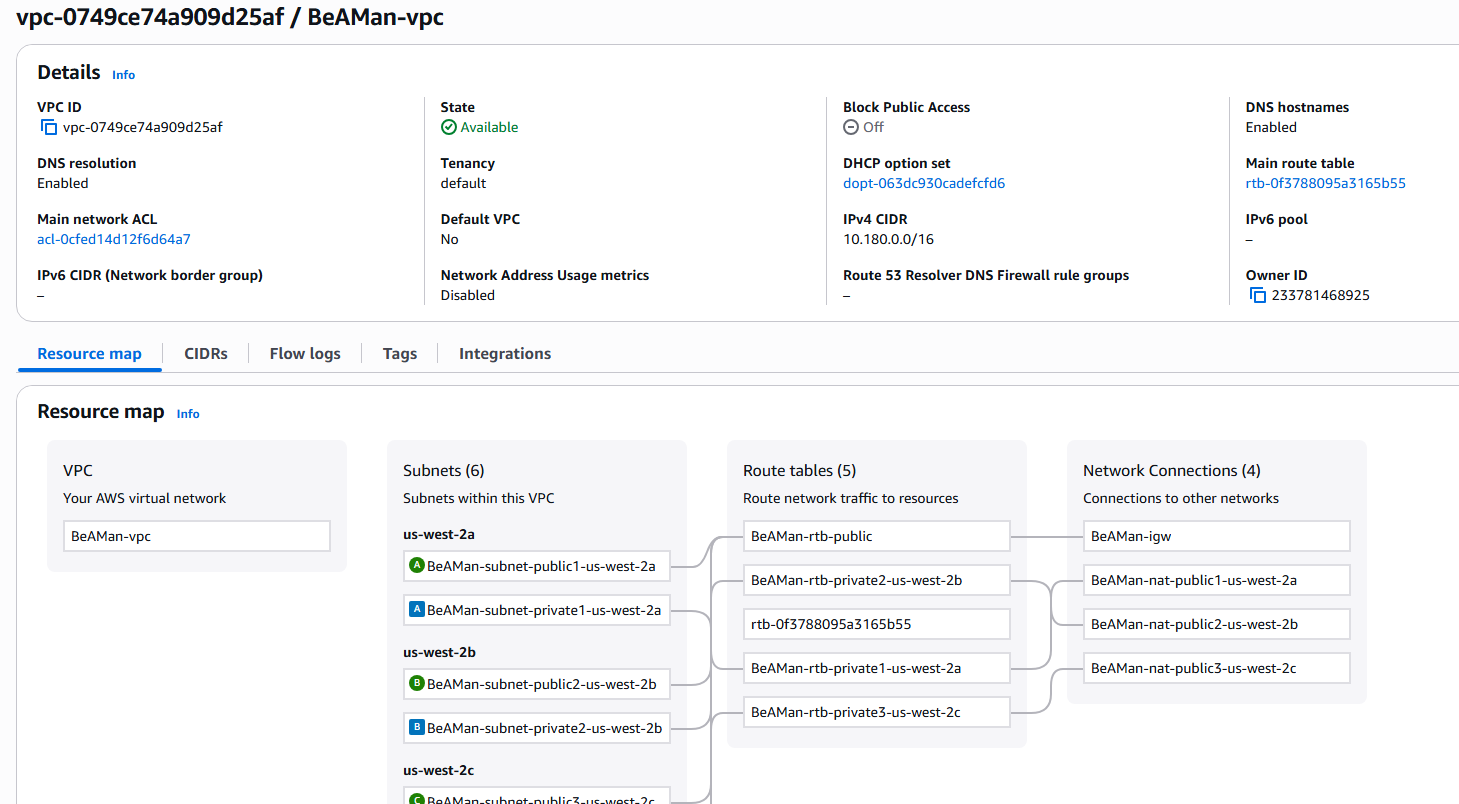 vpc-0749ce74a909d25af / BeAMan-vpc
Details Info
VPC ID
vpc-0749ce74a909d25af
State
Available
Block Public Access
Off
DNS hostnames
Enabled
DNS resolution
Enabled
Tenancy
default
DHCP option set
dopt-063dc930cadefcfd6
Main route table
rtb-0f3788095a3165b55
Main network ACL
acl-0cfed14d12f6d64a7
Default VPC
No
IPv4 CIDR
10.180.0.0/16
IPv6 pool
–
IPv6 CIDR (Network border group)
–
Network Address Usage metrics
Disabled
Route 53 Resolver DNS Firewall rule groups
–
Owner ID
233781468925
Resource map
CIDRs
Flow logs
Tags
Integrations
Resource map Info
VPC
Your AWS virtual network
BeAMan-vpc
Subnets (6)
Subnets within this VPC
us-west-2a
A BeAMan-subnet-public1-us-west-2a
A BeAMan-subnet-private1-us-west-2a
us-west-2b
B BeAMan-subnet-public2-us-west-2b
B BeAMan-subnet-private2-us-west-2b
us-west-2c
C BeAMan-subnet-public3-us-west-2c
Route tables (5)
Route network traffic to resources
BeAMan-rtb-public
BeAMan-rtb-private2-us-west-2b
rtb-0f3788095a3165b55
BeAMan-rtb-private1-us-west-2a
BeAMan-rtb-private3-us-west-2c
Network Connections (4)
Connections to other networks
BeAMan-igw
BeAMan-nat-public1-us-west-2a
BeAMan-nat-public2-us-west-2b
BeAMan-nat-public3-us-west-2c